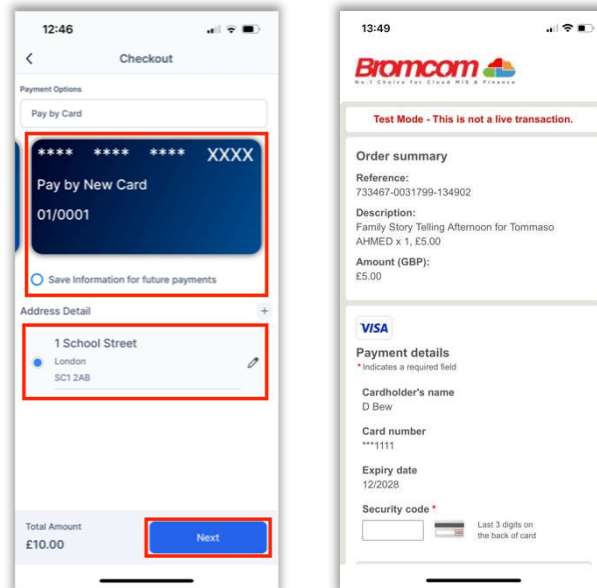 12:46
Checkout
Payment Options
Pay by Card
**** **** **** XXXX
Pay by New Card
01/0001
Save Information for future payments
Address Detail
+
1 School Street
London
SC1 2AB
Total Amount
£10.00
Next
13:49
Bromcom
No.1 Choice for Cloud MIS & Finance
Test Mode - This is not a live transaction.
Order summary
Reference:
733467-0031799-134902
Description:
Family Story Telling Afternoon for Tommaso
AHMED x 1, £5.00
Amount (GBP):
£5.00
VISA
Payment details
* Indicates a required field
Cardholder's name
D Bew
Card number
***1111
Expiry date
12/2028
Security code *
Last 3 digits on
the back of card